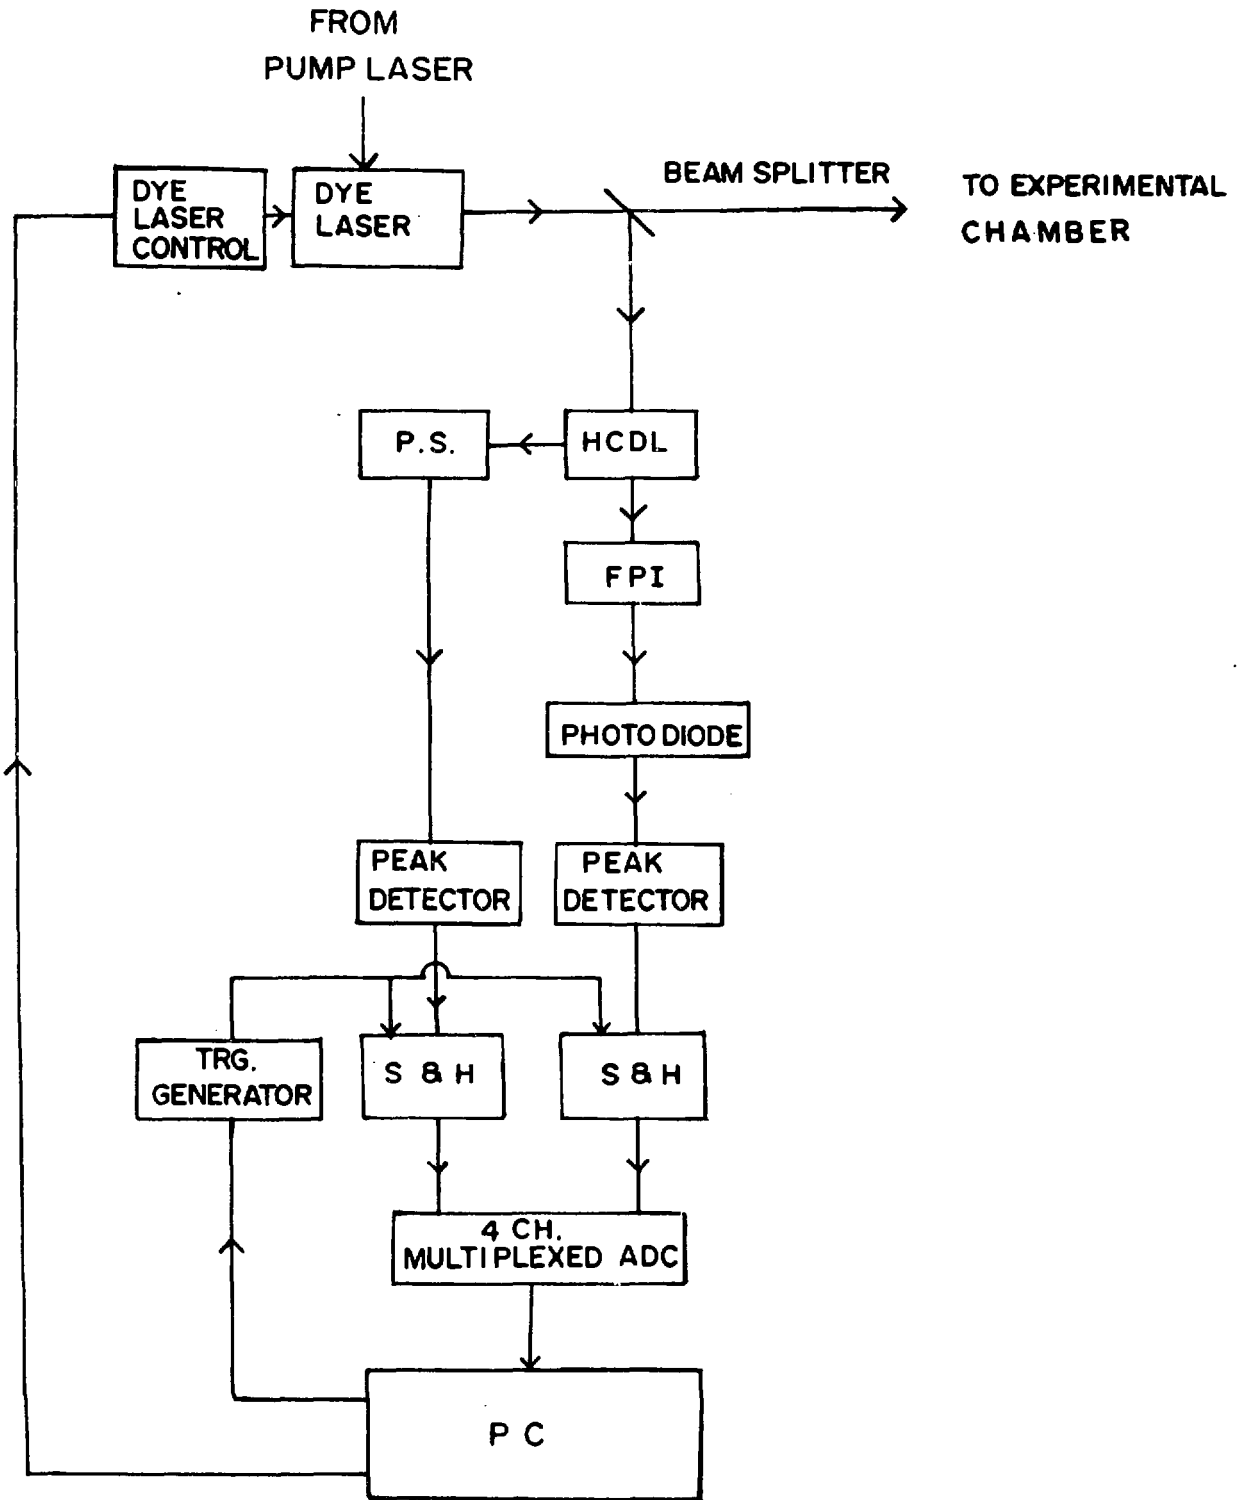 FROM
PUMP LASER
BEAM SPLITTER
TO EXPERIMENTAL
CHAMBER
DYE
LASER
CONTROL
DYE
LASER
P.S.
HCDL
FPI
PHOTO DIODE
PEAK
DETECTOR
PEAK
DETECTOR
TRG.
GENERATOR
S & H
S & H
4 CH.
MULTIPLEXED ADC
PC